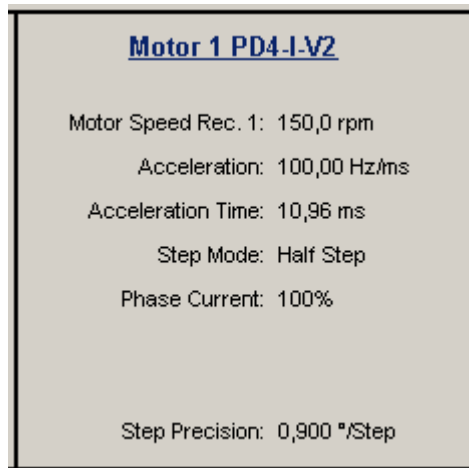 Motor 1 PD4-I-V2
Motor Speed Rec. 1: 150,0 rpm
Acceleration: 100,00 Hz/ms
Acceleration Time: 10,96 ms
Step Mode: Half Step
Phase Current: 100%
Step Precision: 0,900 °/Step